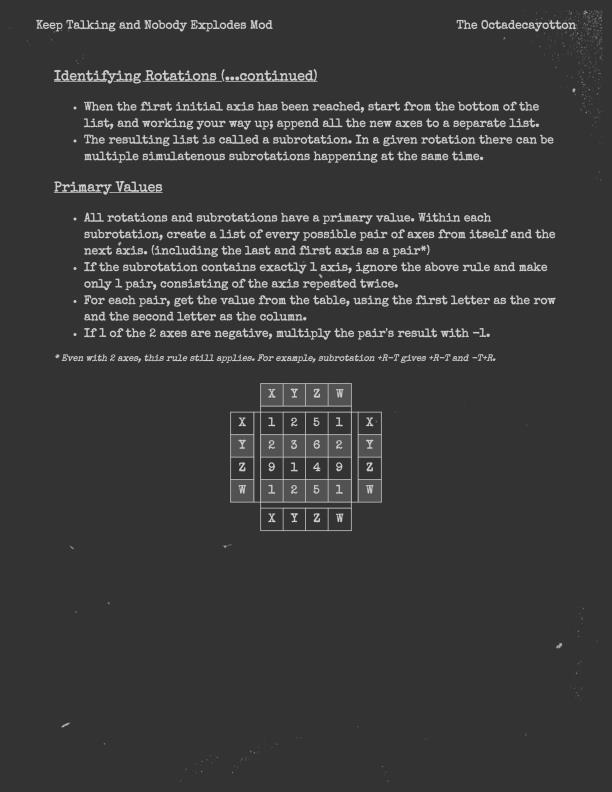 Keep Talking and Nobody Explodes Mod The Octadecayotton
Identifying Rotations (...continued)
• When the first initial axis has been reached, start from the bottom of the
list, and working your way up; append all the new axes to a separate list.
• The resulting list is called a subrotation. In a given rotation there can be
multiple simulatenous subrotations happening at the same time.
Primary Values
• All rotations and subrotations have a primary value. Within each
subrotation, create a list of every possible pair of axes from itself and the
next axis. (including the last and first axis as a pair*)
• If the subrotation contains exactly 1 axis, ignore the above rule and make
only 1 pair, consisting of the axis repeated twice.
• For each pair, get the value from the table, using the first letter as the row
and the second letter as the column.
• If 1 of the 2 axes are negative, multiply the pair's result with -1.
* Even with 2 axes, this rule still applies. For example, subrotation +R-T gives +R-T and -T+R.
X Y Z W
X 1 2 5 1 X
Y 2 3 6 2 Y
Z 9 1 4 9 Z
W 1 2 5 1 W
X Y Z W